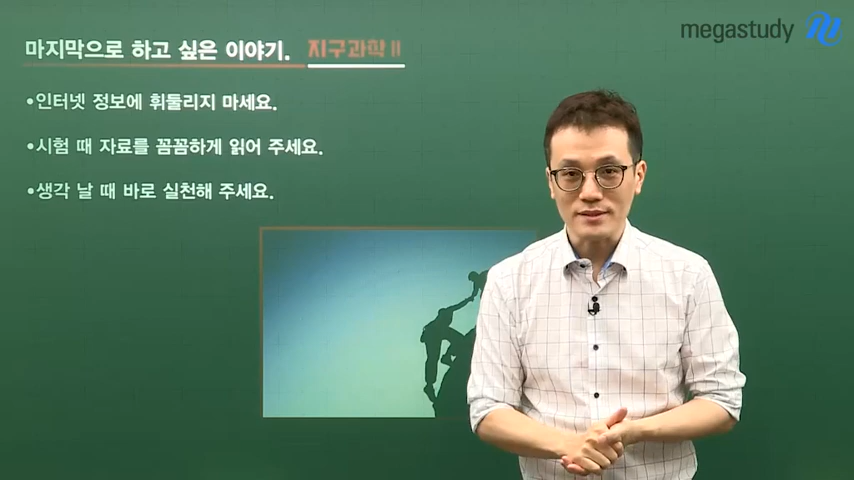 마지막으로 하고 싶은 이야기. 지구과학 II
•인터넷 정보에 휘둘리지 마세요.
•시험 때 자료를 꼼꼼하게 읽어 주세요.
•생각 날 때 바로 실천해 주세요.
megastudy M